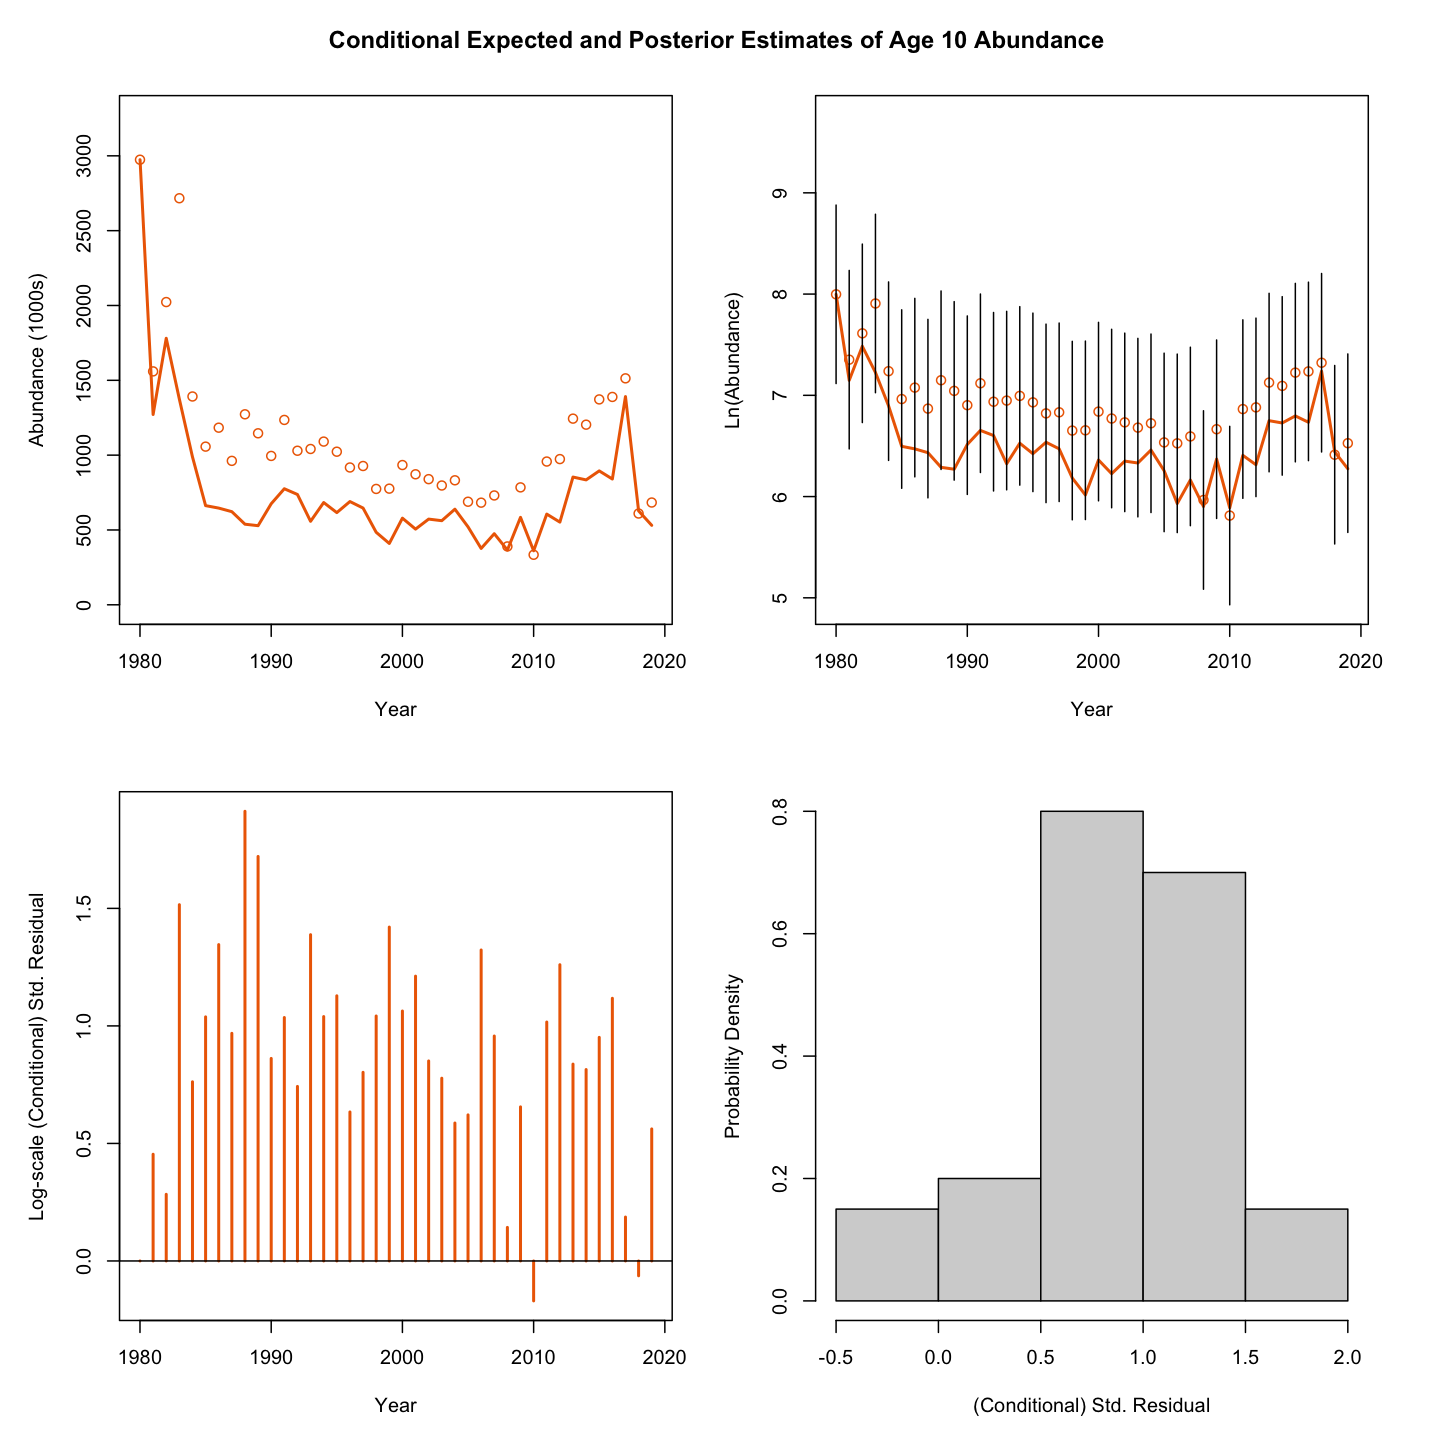 Conditional Expected and Posterior Estimates of Age 10 Abundance
Abundance (1000s)
3000
2500
2000
1500
1000
500
0
1980 1990 2000 2010 2020
Year
Ln(Abundance)
9
8
7
6
5
1980 1990 2000 2010 2020
Year
Log-scale (Conditional) Std. Residual
1.5
1.0
0.5
0.0
1980 1990 2000 2010 2020
Year
Probability Density
0.8
0.6
0.4
0.2
0.0
-0.5 0.0 0.5 1.0 1.5 2.0
(Conditional) Std. Residual